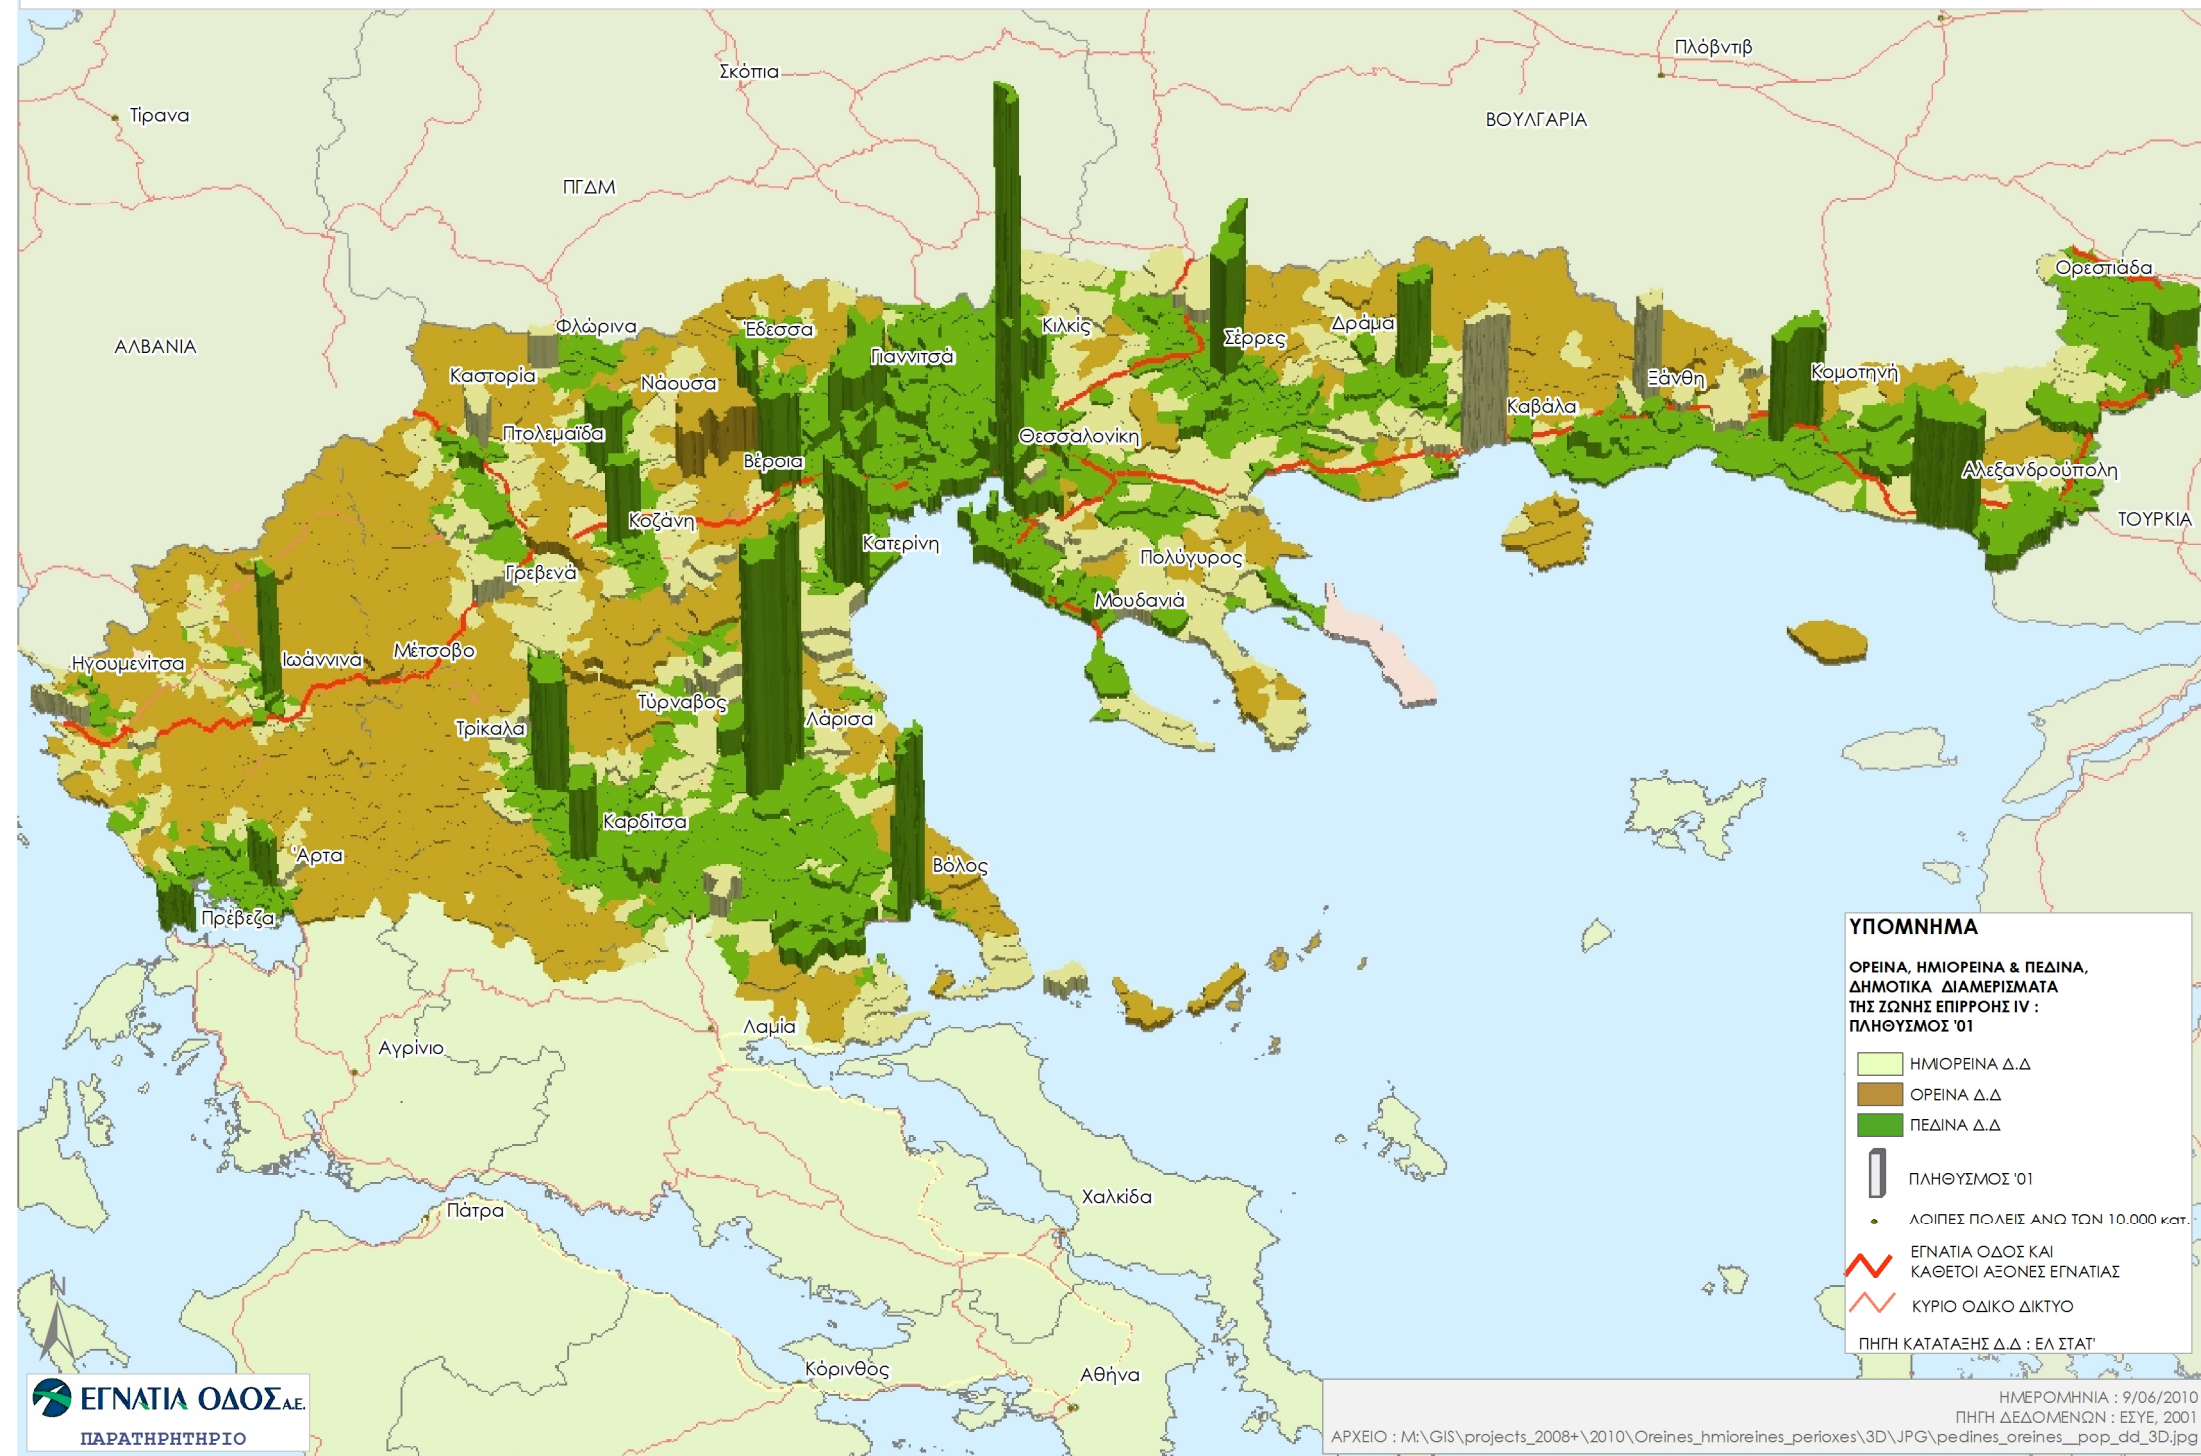 Πλόβντιβ
Σκόπια
Τίρανα
ΒΟΥΛΓΑΡΙΑ
ΠΓΔΜ
Ορεστιάδα
Φλώρινα
Έδεσσα
Κιλκίς
Δράμα
Σέρρες
ΑΛΒΑΝΙΑ
Γιαννιτσά
Καστορία
Νάουσα
Ξάνθη
Κομοτηνή
Καβάλα
Πτολεμαΐδα
Θεσσαλονίκη
Βέροια
Αλεξανδρούπολη
Κοζάνη
ΤΟΥΡΚΙΑ
Κατερίνη
Πολύγυρος
Γρεβενά
Μουδανιά
Ηγουμενίτσα
Ιωάννινα
Μέτσοβο
Τύρναβος
Λάρισα
Τρίκαλα
Καρδίτσα
Άρτα
Βόλος
Πρέβεζα
Λαμία
Αγρίνιο
Χαλκίδα
Πάτρα
Κόρινθος
Αθήνα
ΥΠΟΜΝΗΜΑ
ΟΡΕΙΝΑ, ΗΜΙΟΡΕΙΝΑ & ΠΕΔΙΝΑ,
ΔΗΜΟΤΙΚΑ ΔΙΑΜΕΡΙΣΜΑΤΑ
ΤΗΣ ΖΩΝΗΣ ΕΠΙΡΡΟΗΣ IV :
ΠΛΗΘΥΣΜΟΣ '01
ΗΜΙΟΡΕΙΝΑ Δ.Δ
ΟΡΕΙΝΑ Δ.Δ
ΠΕΔΙΝΑ Δ.Δ
ΠΛΗΘΥΣΜΟΣ '01
ΛΟΙΠΕΣ ΠΟΛΕΙΣ ΑΝΩ ΤΩΝ 10.000 κατ.
ΕΓΝΑΤΙΑ ΟΔΟΣ ΚΑΙ
ΚΑΘΕΤΟΙ ΑΞΟΝΕΣ ΕΓΝΑΤΙΑΣ
ΚΥΡΙΟ ΟΔΙΚΟ ΔΙΚΤΥΟ
ΠΗΓΗ ΚΑΤΑΤΑΞΗΣ Δ.Δ : ΕΛ ΣΤΑΤ'
N
ΕΓΝΑΤΙΑ ΟΔΟΣ Α.Ε.
ΠΑΡΑΤΗΡΗΤΗΡΙΟ
ΗΜΕΡΟΜΗΝΙΑ : 9/06/2010
ΠΗΓΗ ΔΕΔΟΜΕΝΩΝ : ΕΣΥΕ, 2001
ΑΡΧΕΙΟ : M:\GIS\projects_2008+\2010\Oreines_hmioreines_perioxes\3D\JPG\pedines_oreines__pop_dd_3D.jpg